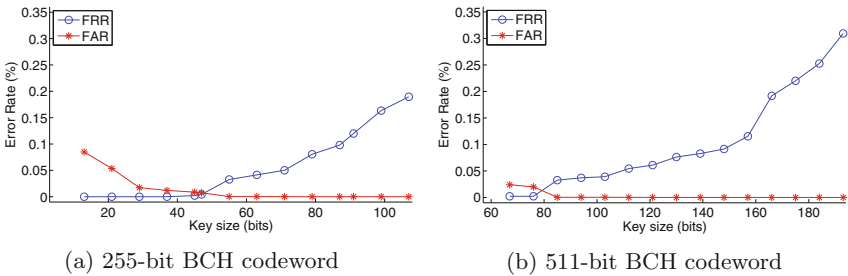 0.35
0.3
0.25
0.2
0.15
0.1
0.05
0
Error Rate (%)
FRR
FAR
20 40 60 80 100
Key size (bits)
(a) 255-bit BCH codeword
0.35
0.3
0.25
0.2
0.15
0.1
0.05
0
Error Rate (%)
FRR
FAR
60 80 100 120 140 160 180
Key size (bits)
(b) 511-bit BCH codeword